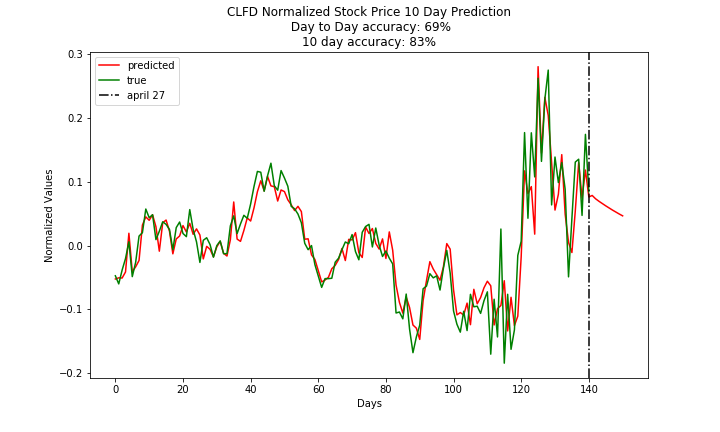 CLFD Normalized Stock Price 10 Day Prediction
Day to Day accuracy: 69%
10 day accuracy: 83%
predicted
true
april 27
0.3
0.2
0.1
0.0
−0.1
−0.2
Normalized Values
0
20
40
60
80
100
120
140
Days